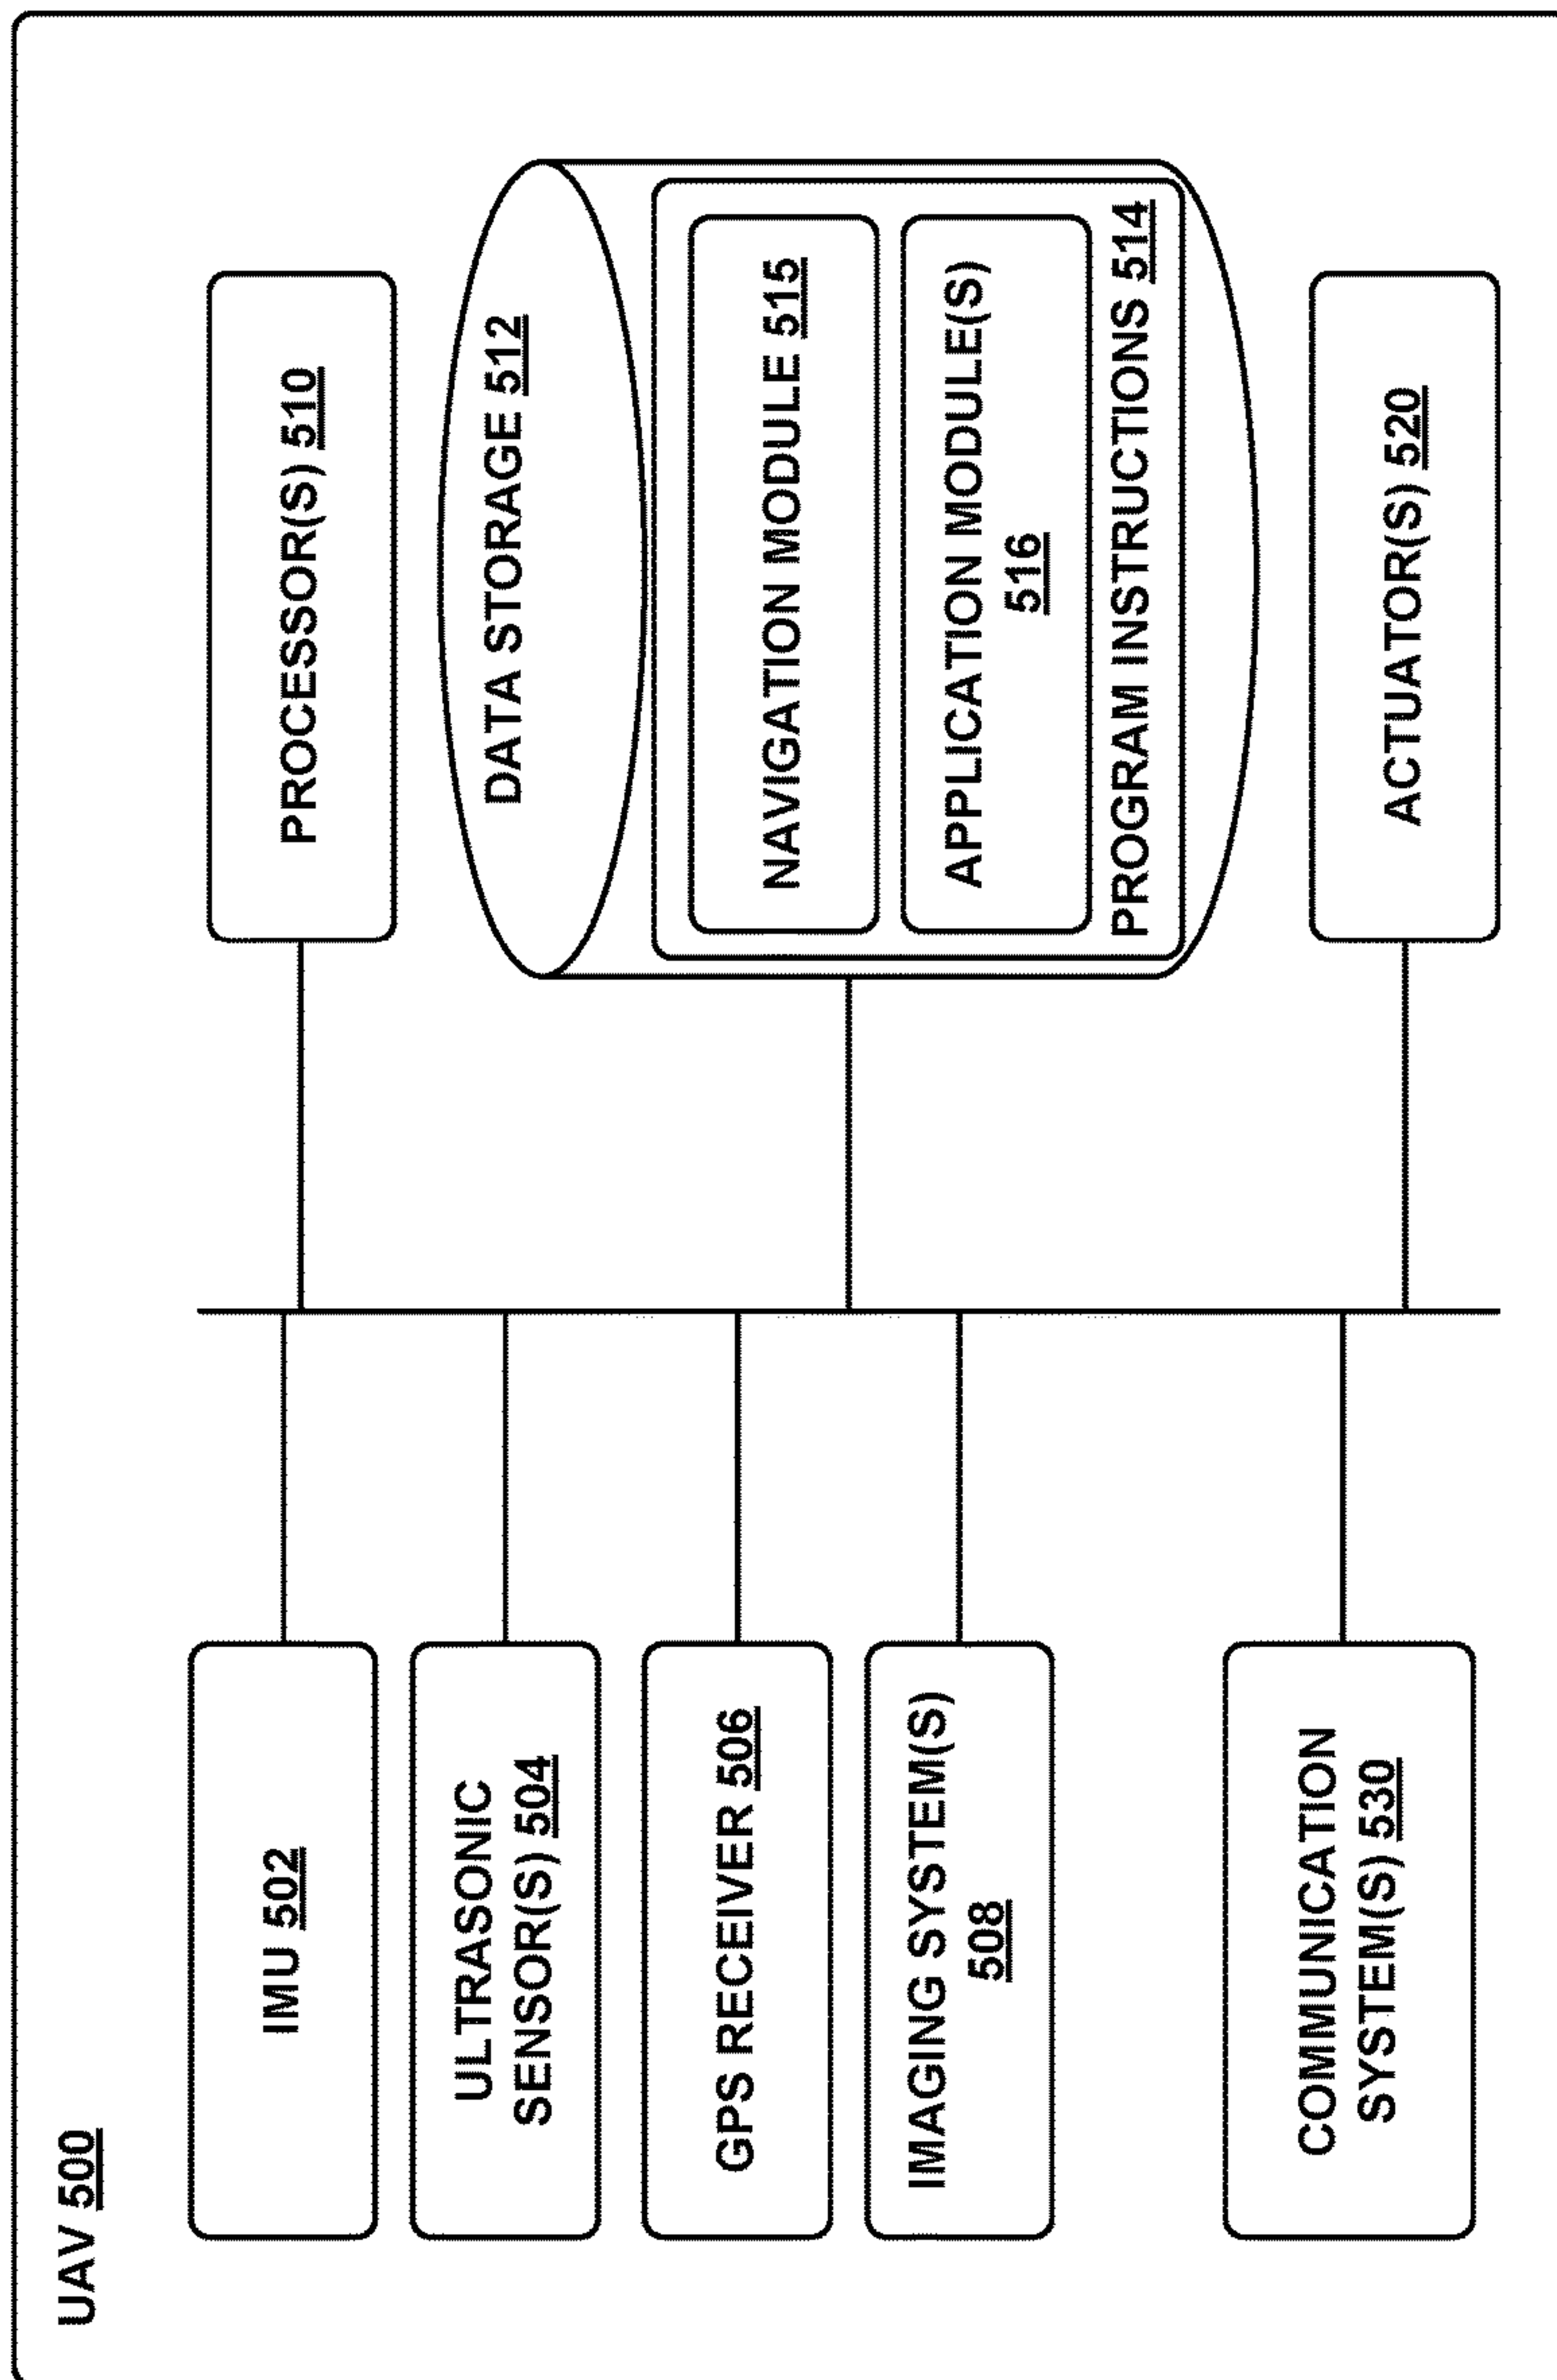 UAV 500
IMU 502
ULTRASONIC
SENSOR(S) 504
GPS RECEIVER 506
IMAGING SYSTEM(S)
508
COMMUNICATION
SYSTEM(S) 530
PROCESSOR(S) 510
DATA STORAGE 512
NAVIGATION MODULE 515
APPLICATION MODULE(S)
516
PROGRAM INSTRUCTIONS 514
ACTUATOR(S) 520